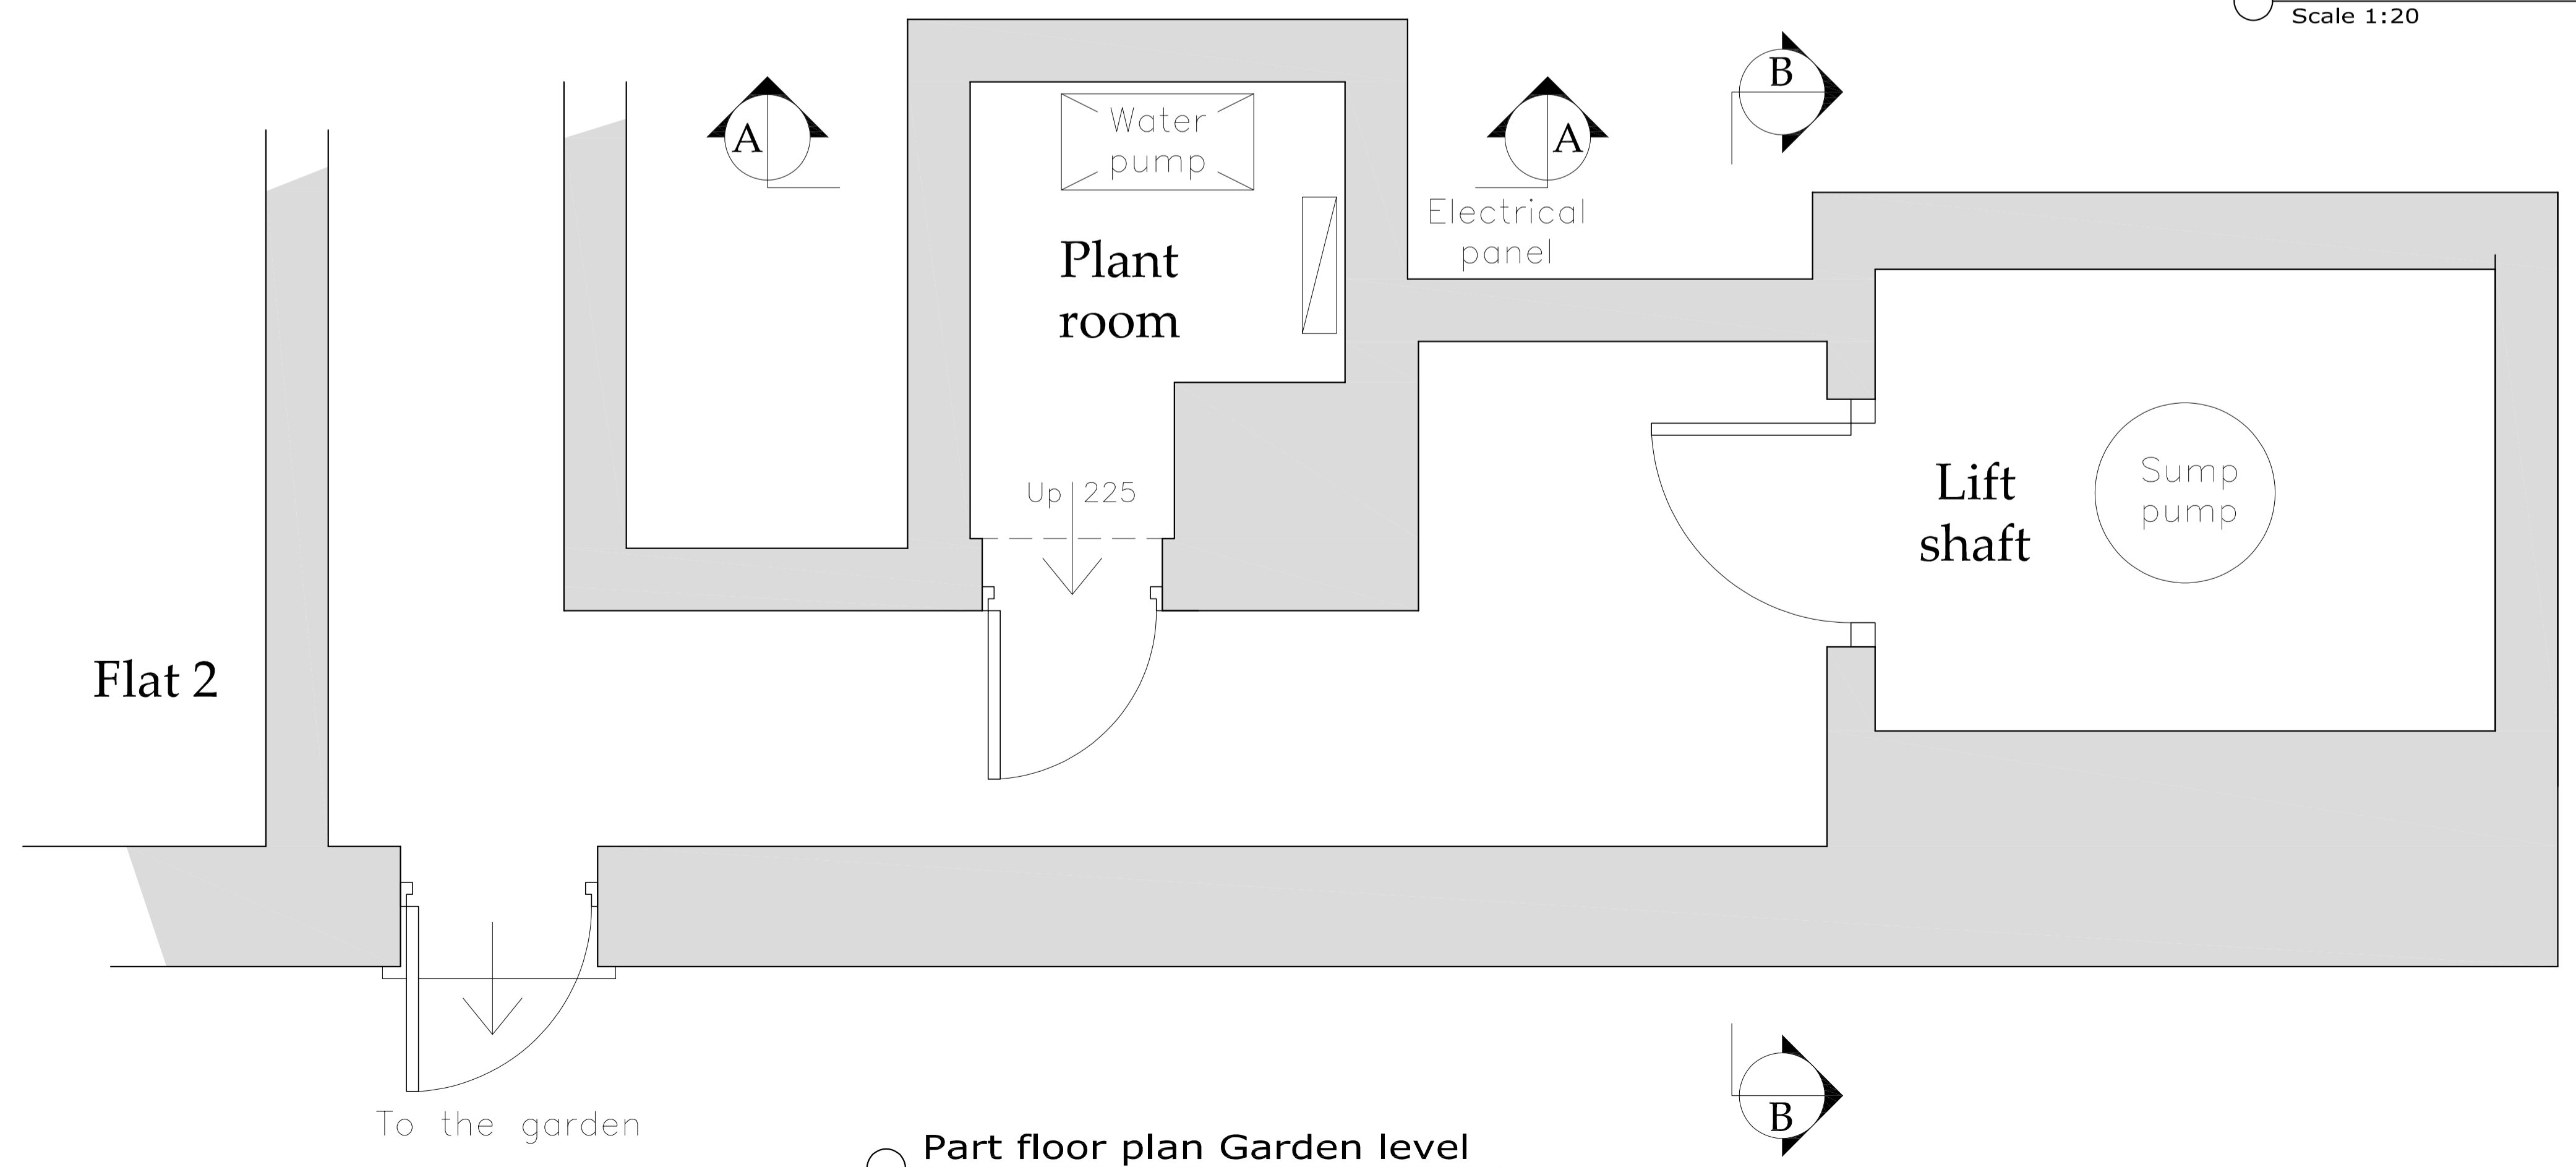 Scale 1:20
B
A
A
Water
pump
Electrical
panel
Plant
room
Up 225
Lift
shaft
Sump
pump
Flat 2
To the garden
B
Part floor plan Garden level